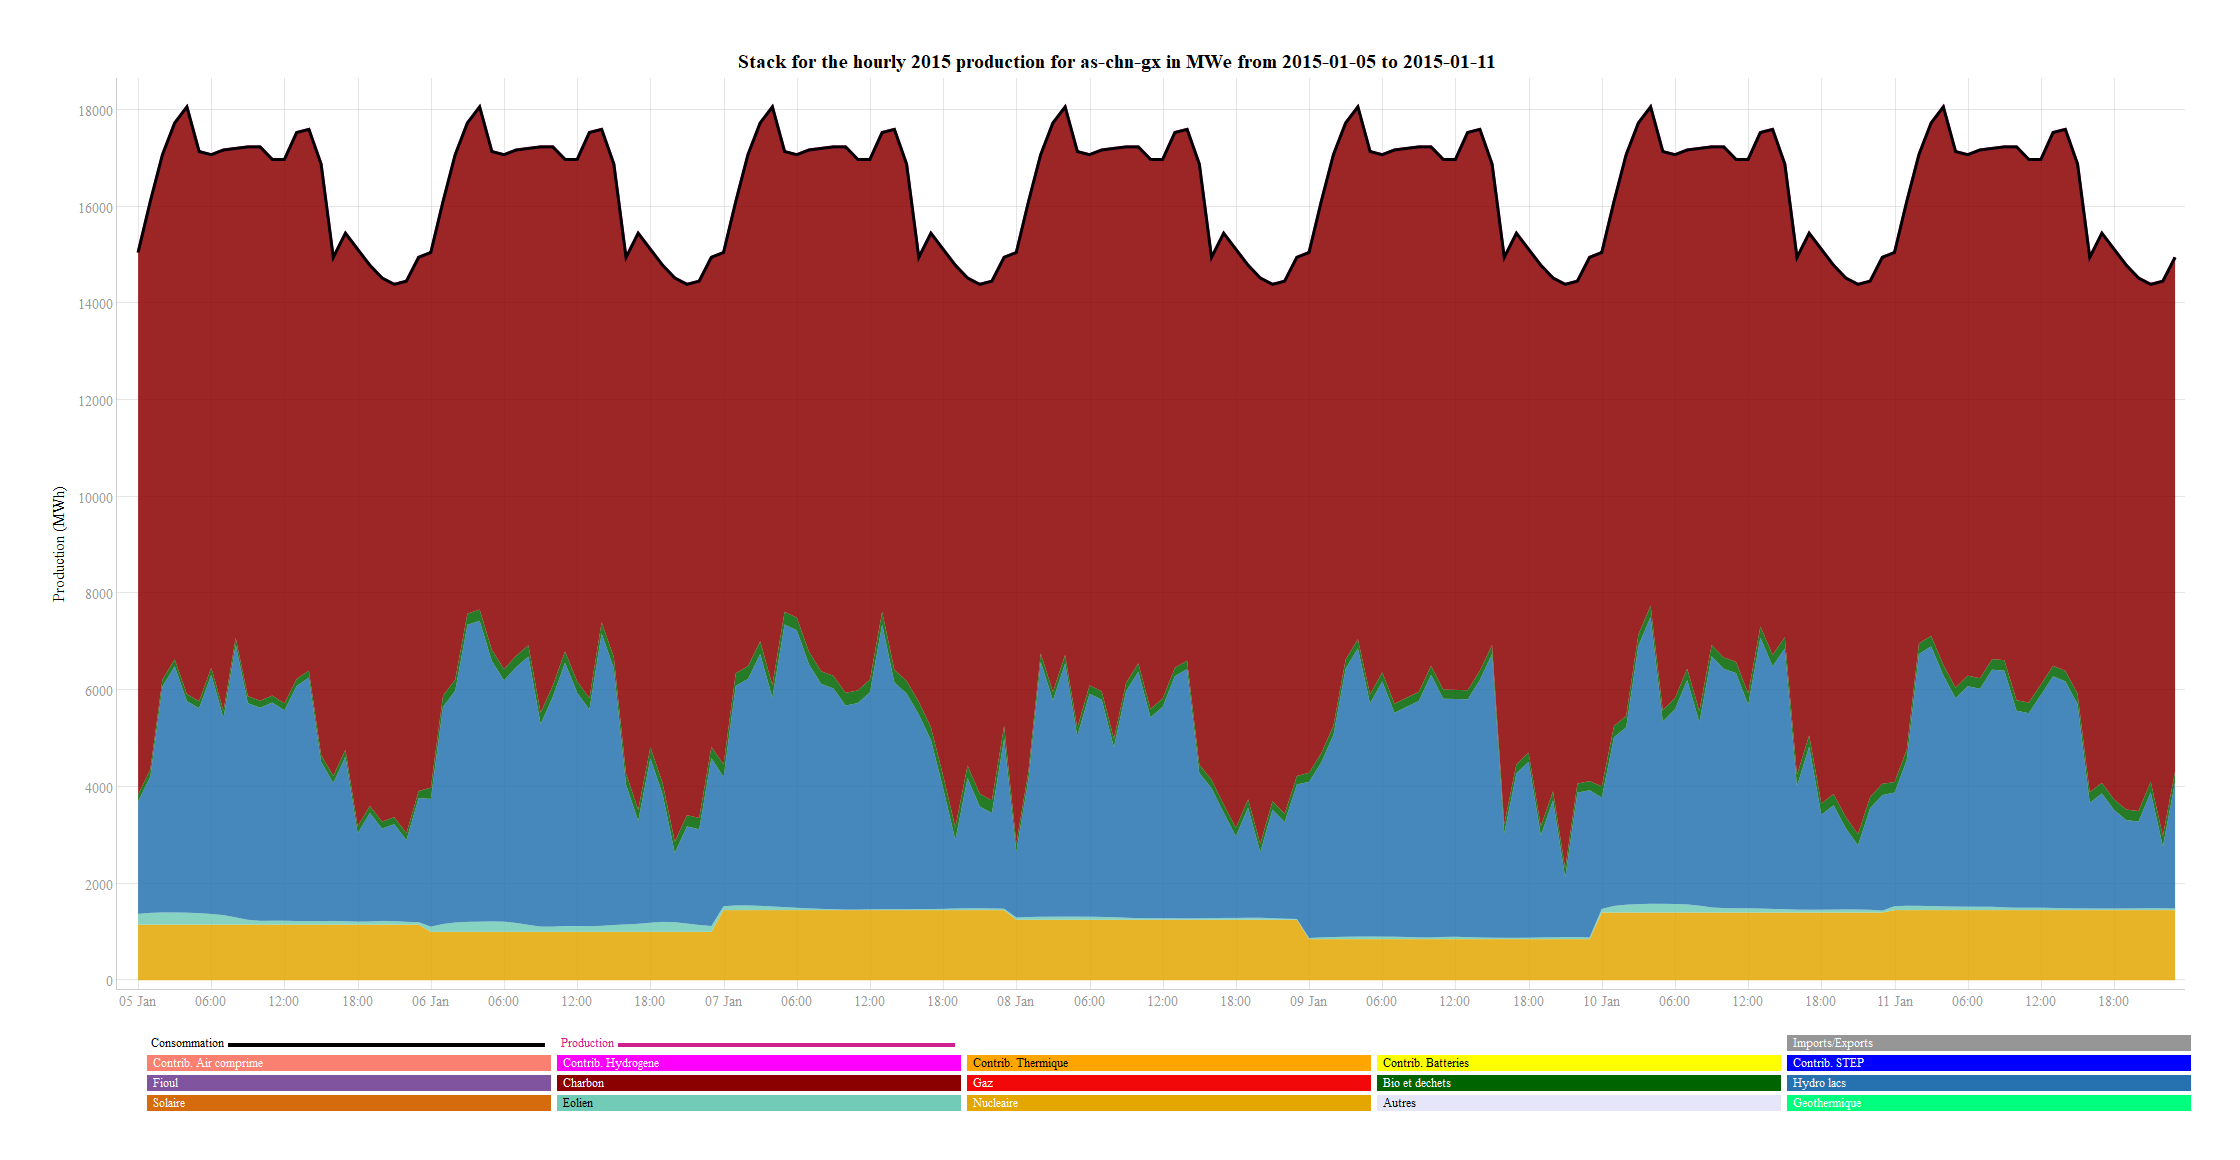 Stack for the hourly 2015 production for as-chn-gx in MWe from 2015-01-05 to 2015-01-11
18000
16000
14000
12000
10000
8000
6000
4000
2000
0
Production (MWh)
05 Jan 06:00 12:00 18:00 06 Jan 06:00 12:00 18:00 07 Jan 06:00 12:00 18:00 08 Jan 06:00 12:00 18:00 09 Jan 06:00 12:00 18:00 10 Jan 06:00 12:00 18:00 11 Jan 06:00 12:00 18:00
Consommation Production Imports/Exports
Contrib. Air comprime Contrib. Hydrogene Contrib. Thermique Contrib. Batteries Contrib. STEP
Fioul Charbon Gaz Bio et dechets Hydro lacs
Solaire Eolien Nucleaire Autres Geothermique